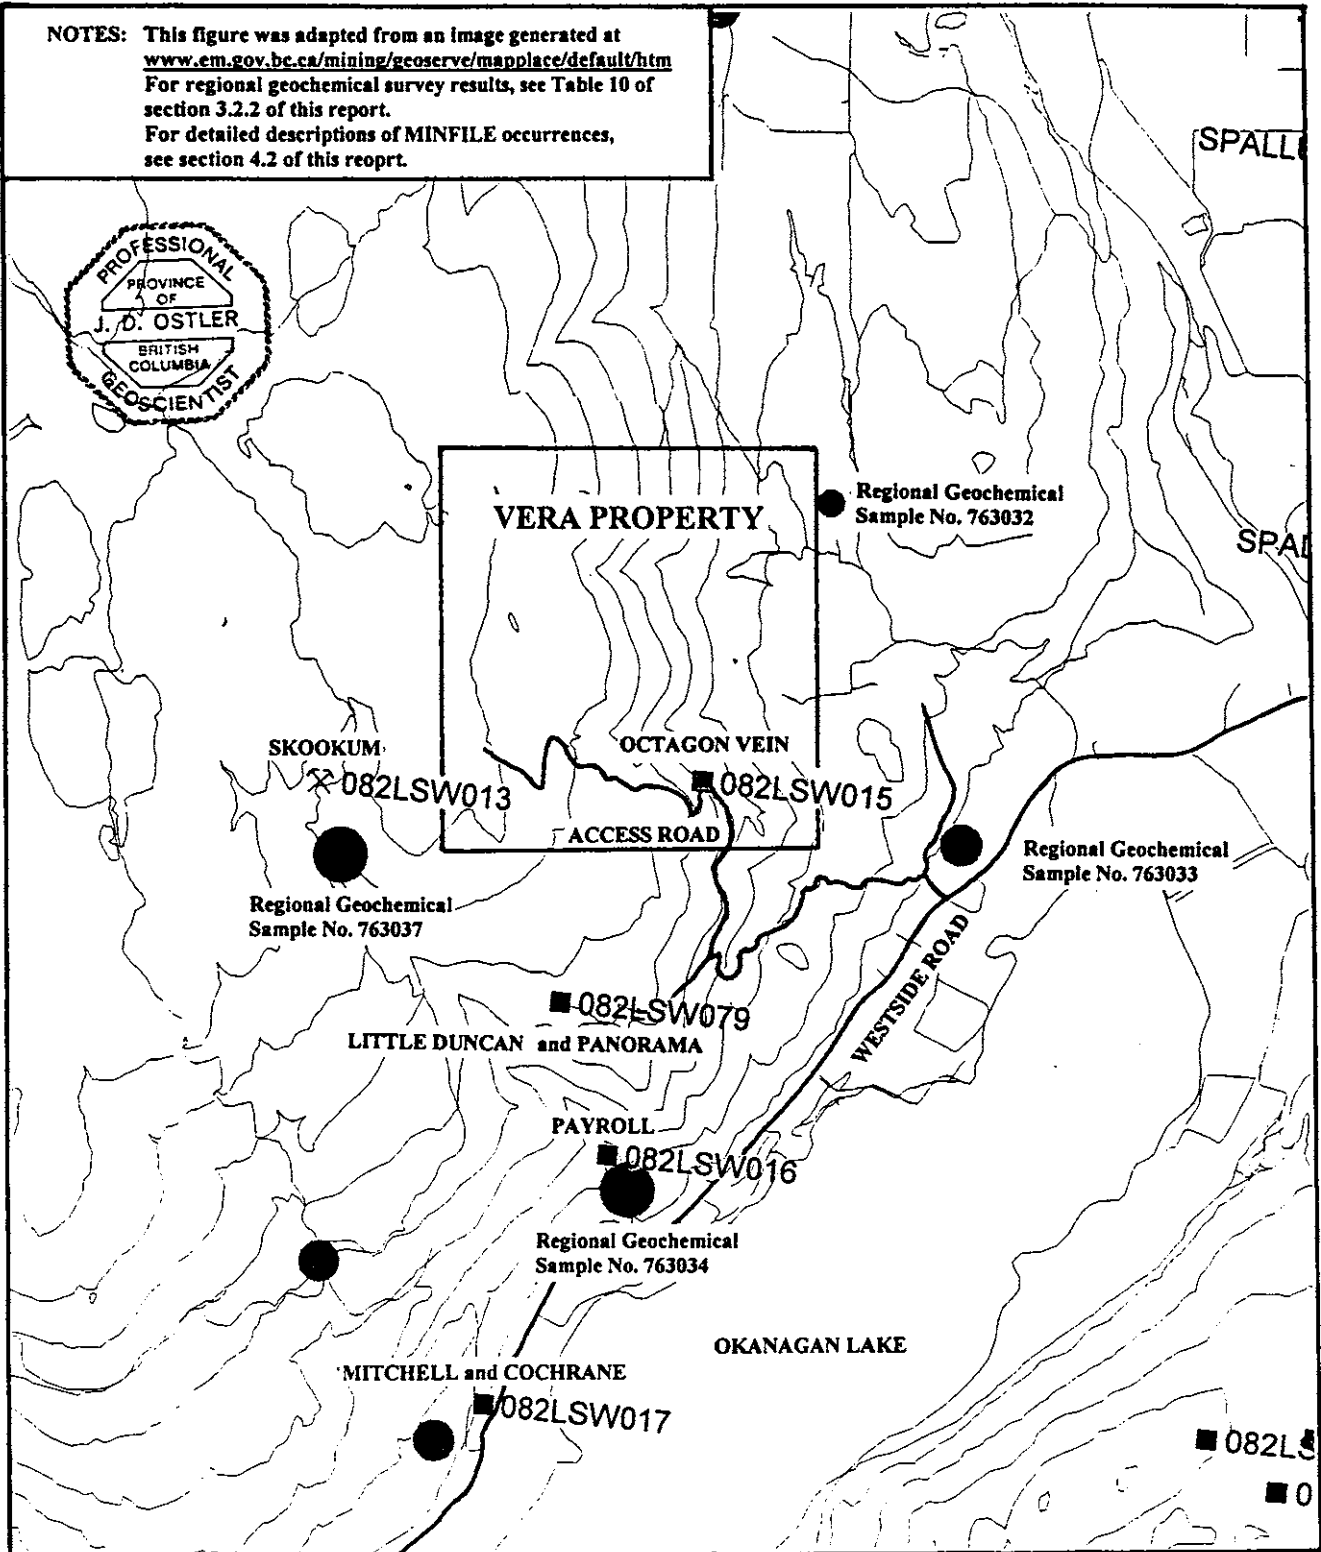 NOTES: This figure was adapted from an image generated at
www.em.gov.bc.ca/mining/geoserve/mapplace/default/htm
For regional geochemical survey results, see Table 10 of
section 3.2.2 of this report.
For detailed descriptions of MINFILE occurrences,
see section 4.2 of this reoprt.
PROFESSIONAL
PROVINCE
OF
J. D. OSTLER
BRITISH
COLUMBIA
GEOSCIENTIST
VERA PROPERTY
Regional Geochemical
Sample No. 763032
SKOOKUM
082LSW013
OCTAGON VEIN
082LSW015
ACCESS ROAD
Regional Geochemical
Sample No. 763033
Regional Geochemical
Sample No. 763037
WESTSIDE ROAD
082LSW079
LITTLE DUNCAN and PANORAMA
PAYROLL
082LSW016
Regional Geochemical
Sample No. 763034
OKANAGAN LAKE
MITCHELL and COCHRANE
082LSW017